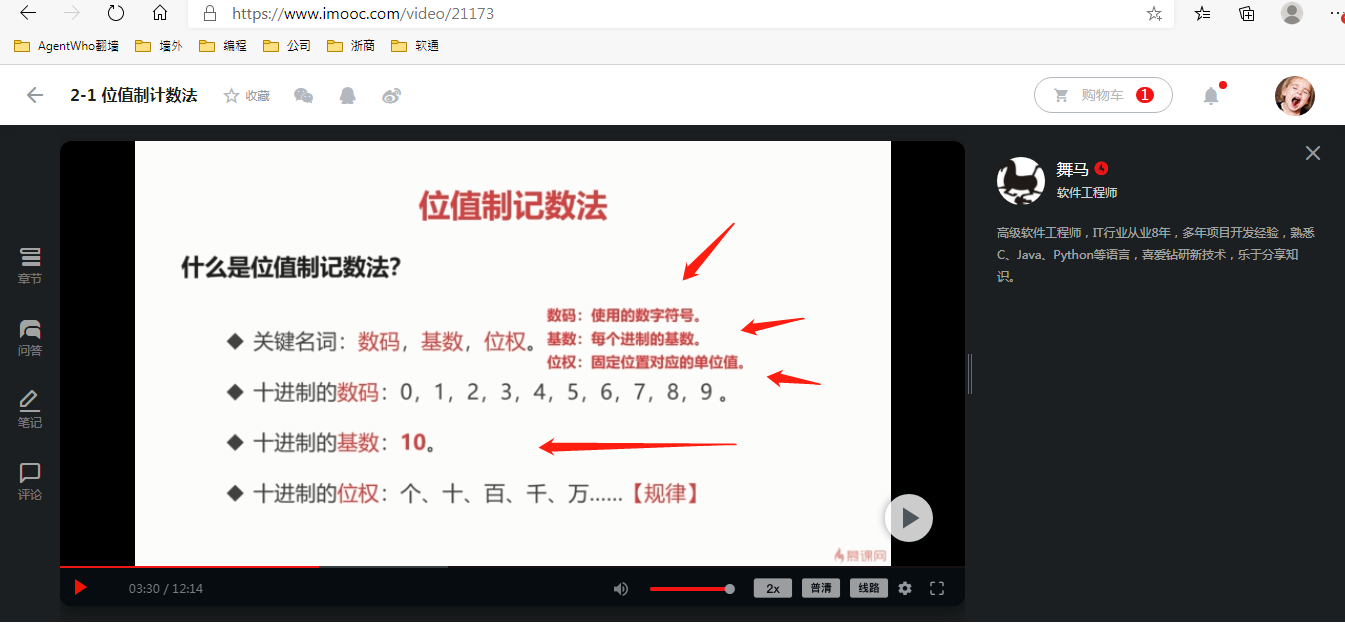 https://www.imooc.com/video/21173
AgentWho翻墙 墙外 编程 公司 浙商 软通
2-1 位值制计数法 收藏 购物车 1
位值制记数法
什么是位值制记数法?
数码：使用的数字符号。
关键名词：数码，基数，位权。
基数：每个进制的基数。
位权：固定位置对应的单位值。
十进制的数码：0，1，2，3，4，5，6，7，8，9 。
十进制的基数：10。
十进制的位权：个、十、百、千、万……【规律】
慕课网
03:30 / 12:14 2x 普清 线路
章节
问答
笔记
评论
舞马
软件工程师
高级软件工程师，IT行业从业8年，多年项目开发经验，熟悉
C、Java、Python等语言，喜爱钻研新技术，乐于分享知
识。